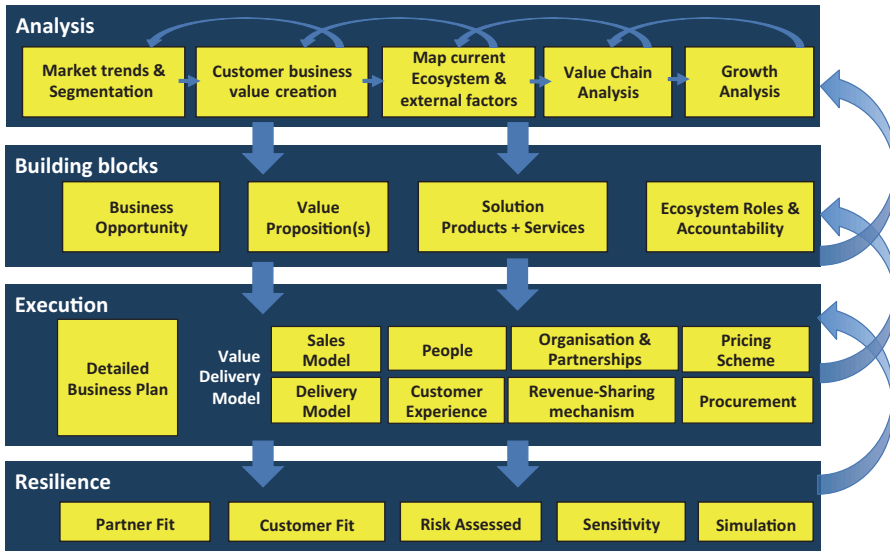 Analysis
Market trends &
Segmentation
Customer business
value creation
Map current
Ecosystem &
external factors
Value Chain
Analysis
Growth
Analysis
Building blocks
Business
Opportunity
Value
Proposition(s)
Solution
Products + Services
Ecosystem Roles &
Accountability
Execution
Detailed
Business Plan
Value
Delivery
Model
Sales
Model
People
Organisation &
Partnerships
Pricing
Scheme
Delivery
Model
Customer
Experience
Revenue-Sharing
mechanism
Procurement
Resilience
Partner Fit
Customer Fit
Risk Assessed
Sensitivity
Simulation